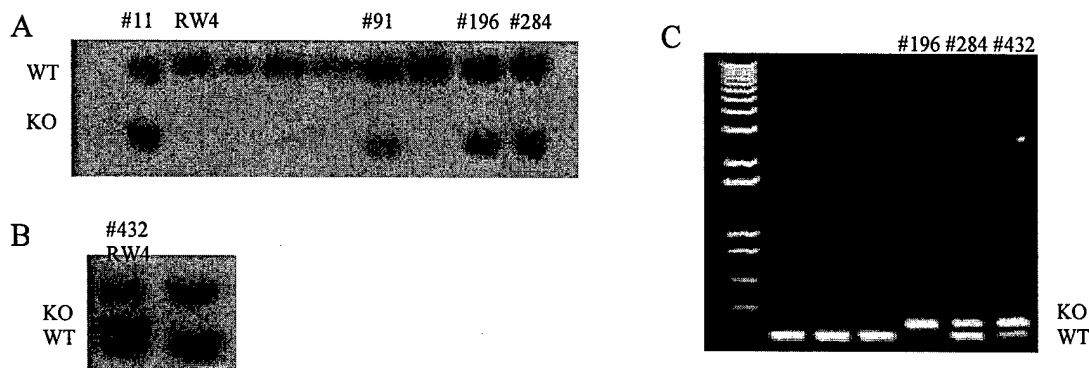 A
#11 RW4 #91 #196 #284
WT
KO
B
#432
RW4
KO
WT
C
#196 #284 #432
KO
WT